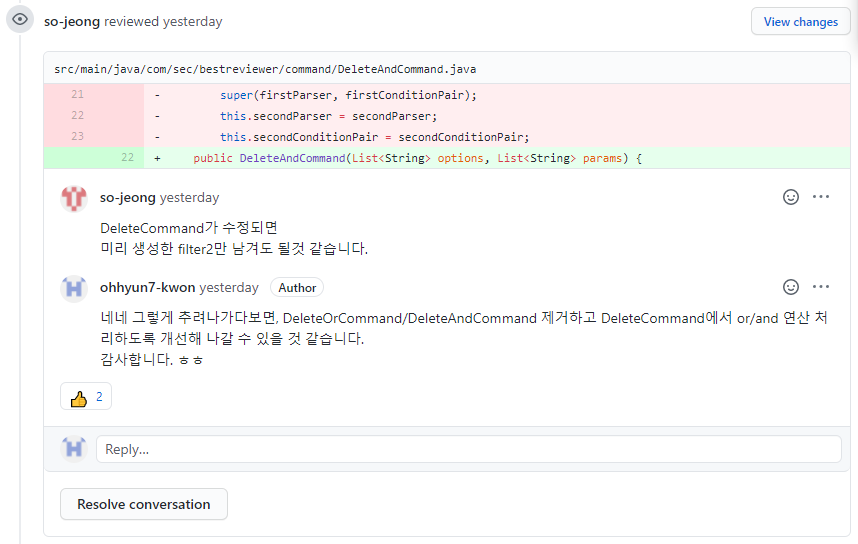 so-jeong reviewed yesterday
View changes
src/main/java/com/sec/bestreviewer/command/DeleteAndCommand.java
21 - super(firstParser, firstConditionPair);
22 - this.secondParser = secondParser;
23 - this.secondConditionPair = secondConditionPair;
22 + public DeleteAndCommand(List<String> options, List<String> params) {
so-jeong yesterday
DeleteCommand가 수정되면
미리 생성한 filter2만 남겨도 될것 같습니다.
ohhyun7-kwon yesterday Author
네네 그렇게 추려나가다보면, DeleteOrCommand/DeleteAndCommand 제거하고 DeleteCommand에서 or/and 연산 처
리하도록 개선해 나갈 수 있을 것 같습니다.
감사합니다. ㅎㅎ
2
Reply...
Resolve conversation